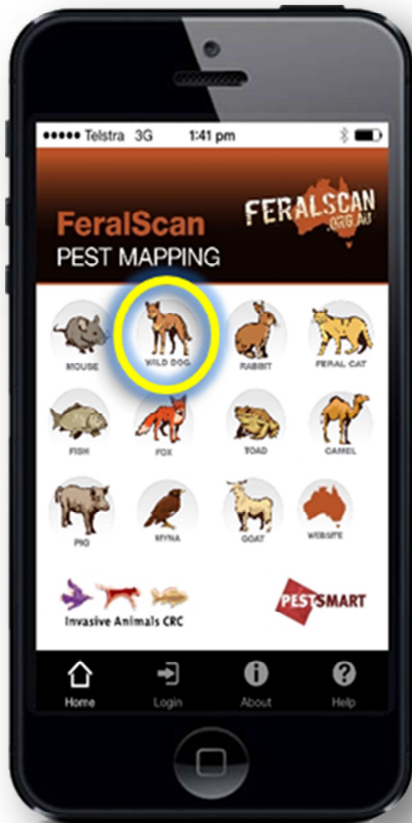 Telstra 3G 1:41 pm
FERALSCAN
.ORG.AU
FeralScan
PEST MAPPING
MOUSE
WILD DOG
RABBIT
FERAL CAT
FISH
FOX
TOAD
CAMEL
PIG
MYNA
GOAT
WEBSITE
Invasive Animals CRC
PESTSMART
Home
Login
About
Help